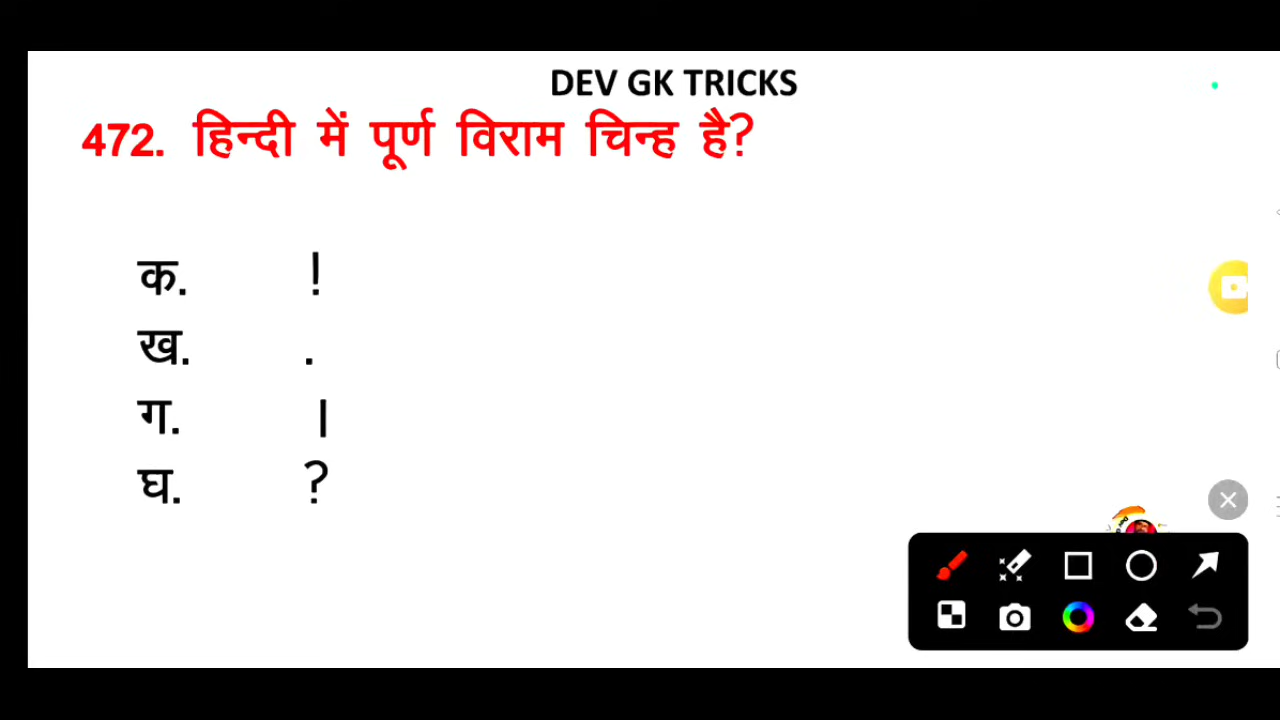 DEV GK TRICKS
472. हिन्दी में पूर्ण विराम चिन्ह है?
क. !
ख. .
ग. |
घ. ?